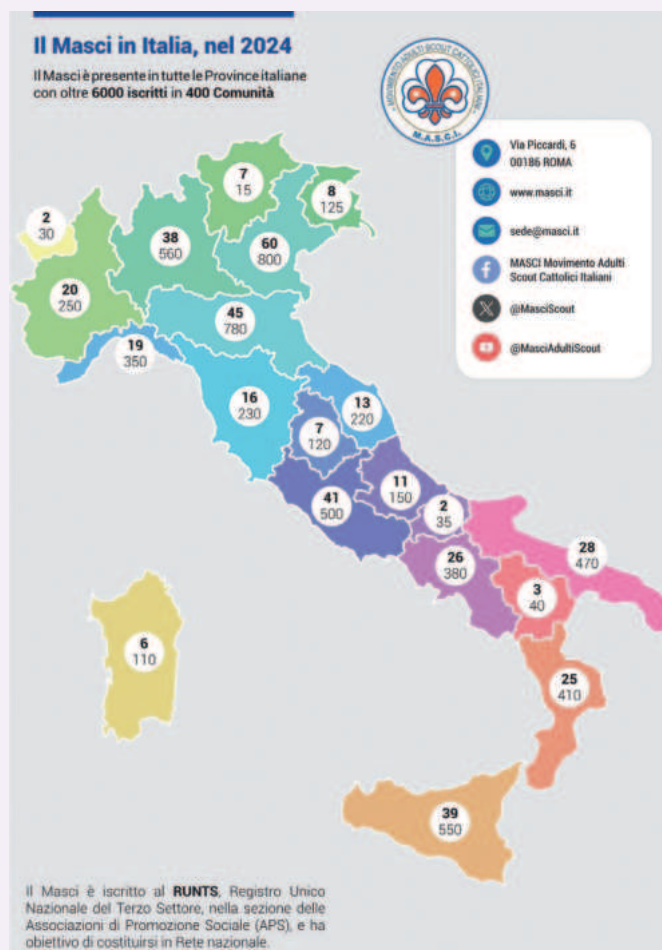 Il Masci in Italia, nel 2024
Il Masci è presente in tutte le Province italiane
con oltre 6000 iscritti in 400 Comunità
MOVIMENTO ADULTI SCOUT CATTOLICI ITALIANI
M.A.S.C.I.
Via Piccardi, 6
00186 ROMA
www.masci.it
sede@masci.it
MASCI Movimento Adulti
Scout Cattolici Italiani
@MasciScout
@MasciAdultiScout
7
15
8
125
2
30
38
560
60
800
20
250
45
780
19
350
16
230
13
220
7
120
11
150
41
500
2
35
26
380
28
470
3
40
6
110
25
410
39
550
Il Masci è iscritto al RUNTS, Registro Unico
Nazionale del Terzo Settore, nella sezione delle
Associazioni di Promozione Sociale (APS), e ha
obiettivo di costituirsi in Rete nazionale.